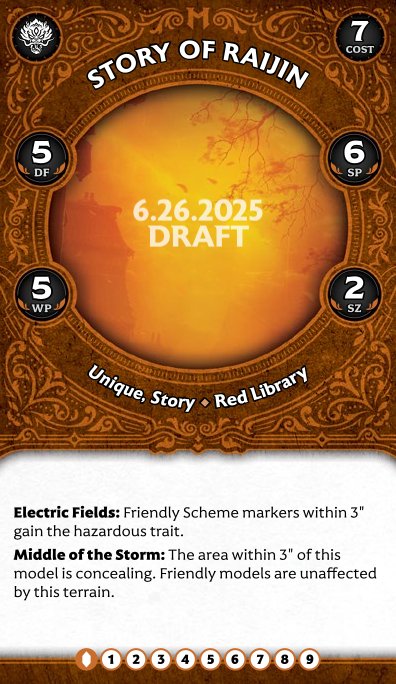 STORY OF RAIJIN
7
COST
5
DF
6
SP
6.26.2025
DRAFT
5
WP
2
SZ
Unique, Story ⬥ Red Library
Electric Fields: Friendly Scheme markers within 3"
gain the hazardous trait.
Middle of the Storm: The area within 3" of this
model is concealing. Friendly models are unaffected
by this terrain.
1 2 3 4 5 6 7 8 9